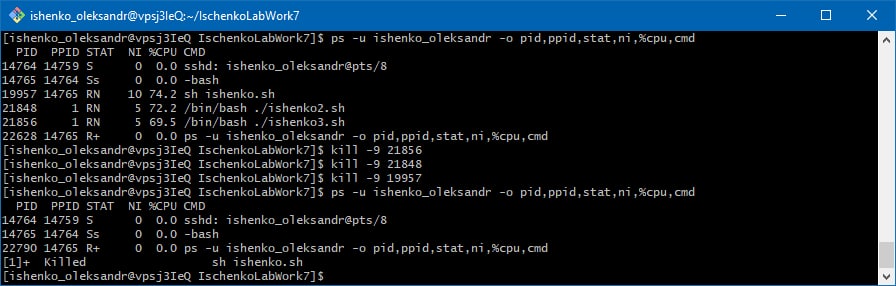 ishenko_oleksandr@vpsj3IeQ:~/IschenkoLabWork7
[ishenko_oleksandr@vpsj3IeQ IschenkoLabWork7]$ ps -u ishenko_oleksandr -o pid,ppid,stat,ni,%cpu,cmd
  PID  PPID STAT  NI %CPU CMD
14764 14759 S      0  0.0 sshd: ishenko_oleksandr@pts/8
14765 14764 Ss     0  0.0 -bash
19957 14765 RN    10 74.2 sh ishenko.sh
21848     1 RN     5 72.2 /bin/bash ./ishenko2.sh
21856     1 RN     5 69.5 /bin/bash ./ishenko3.sh
22628 14765 R+     0  0.0 ps -u ishenko_oleksandr -o pid,ppid,stat,ni,%cpu,cmd
[ishenko_oleksandr@vpsj3IeQ IschenkoLabWork7]$ kill -9 21856
[ishenko_oleksandr@vpsj3IeQ IschenkoLabWork7]$ kill -9 21848
[ishenko_oleksandr@vpsj3IeQ IschenkoLabWork7]$ kill -9 19957
[ishenko_oleksandr@vpsj3IeQ IschenkoLabWork7]$ ps -u ishenko_oleksandr -o pid,ppid,stat,ni,%cpu,cmd
  PID  PPID STAT  NI %CPU CMD
14764 14759 S      0  0.0 sshd: ishenko_oleksandr@pts/8
14765 14764 Ss     0  0.0 -bash
22790 14765 R+     0  0.0 ps -u ishenko_oleksandr -o pid,ppid,stat,ni,%cpu,cmd
[1]+  Killed                  sh ishenko.sh
[ishenko_oleksandr@vpsj3IeQ IschenkoLabWork7]$